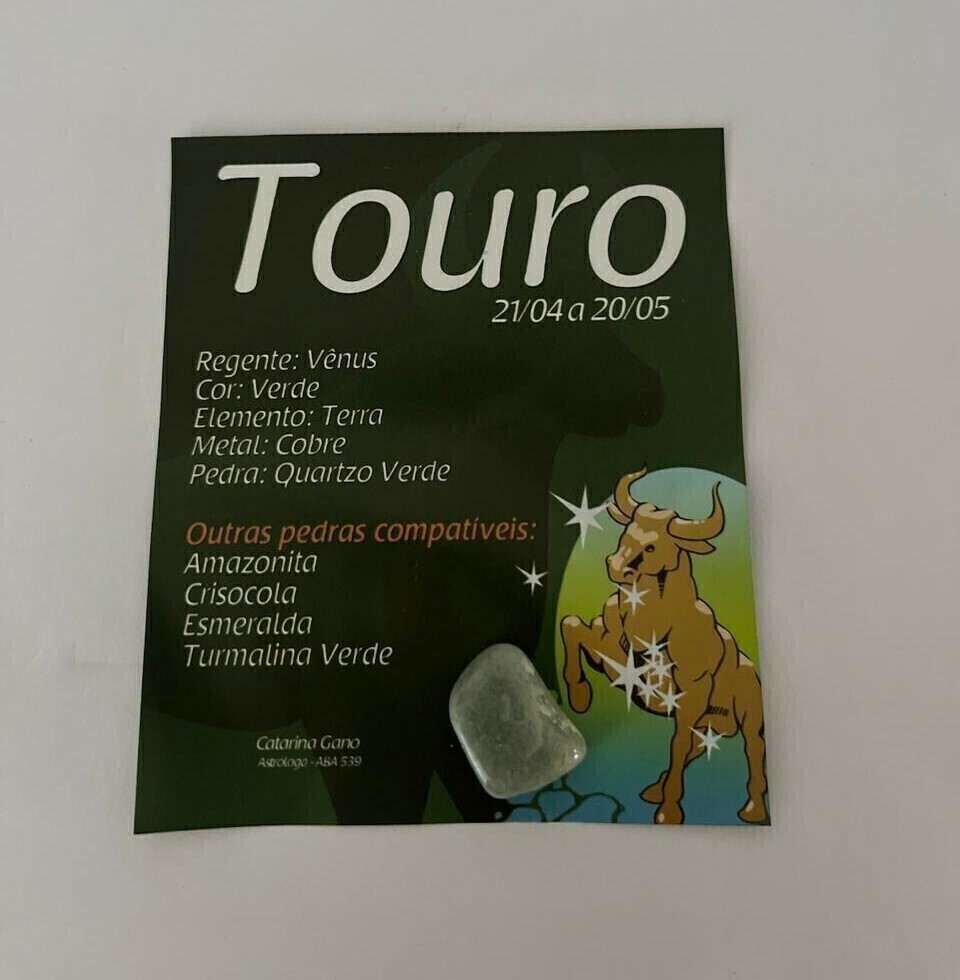 Touro
21/04 a 20/05
Regente: Vênus
Cor: Verde
Elemento: Terra
Metal: Cobre
Pedra: Quartzo Verde
Outras pedras compatíveis:
Amazonita
Crisocola
Esmeralda
Turmalina Verde
Catarina Gano
Astróloga - ABA 539